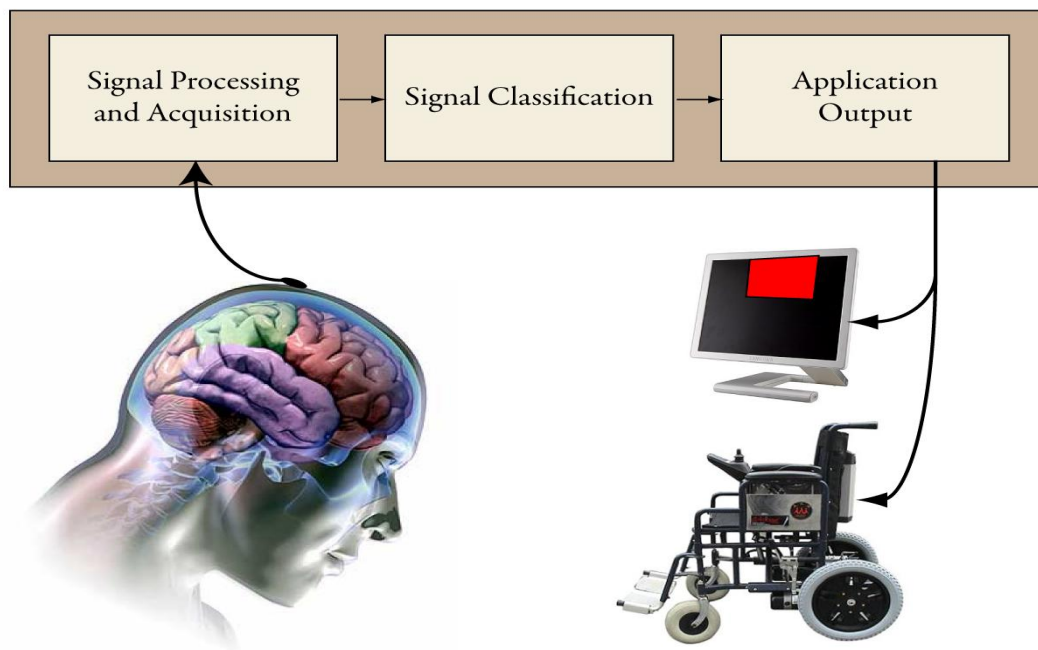 Signal Processing
and Acquisition
Signal Classification
Application
Output